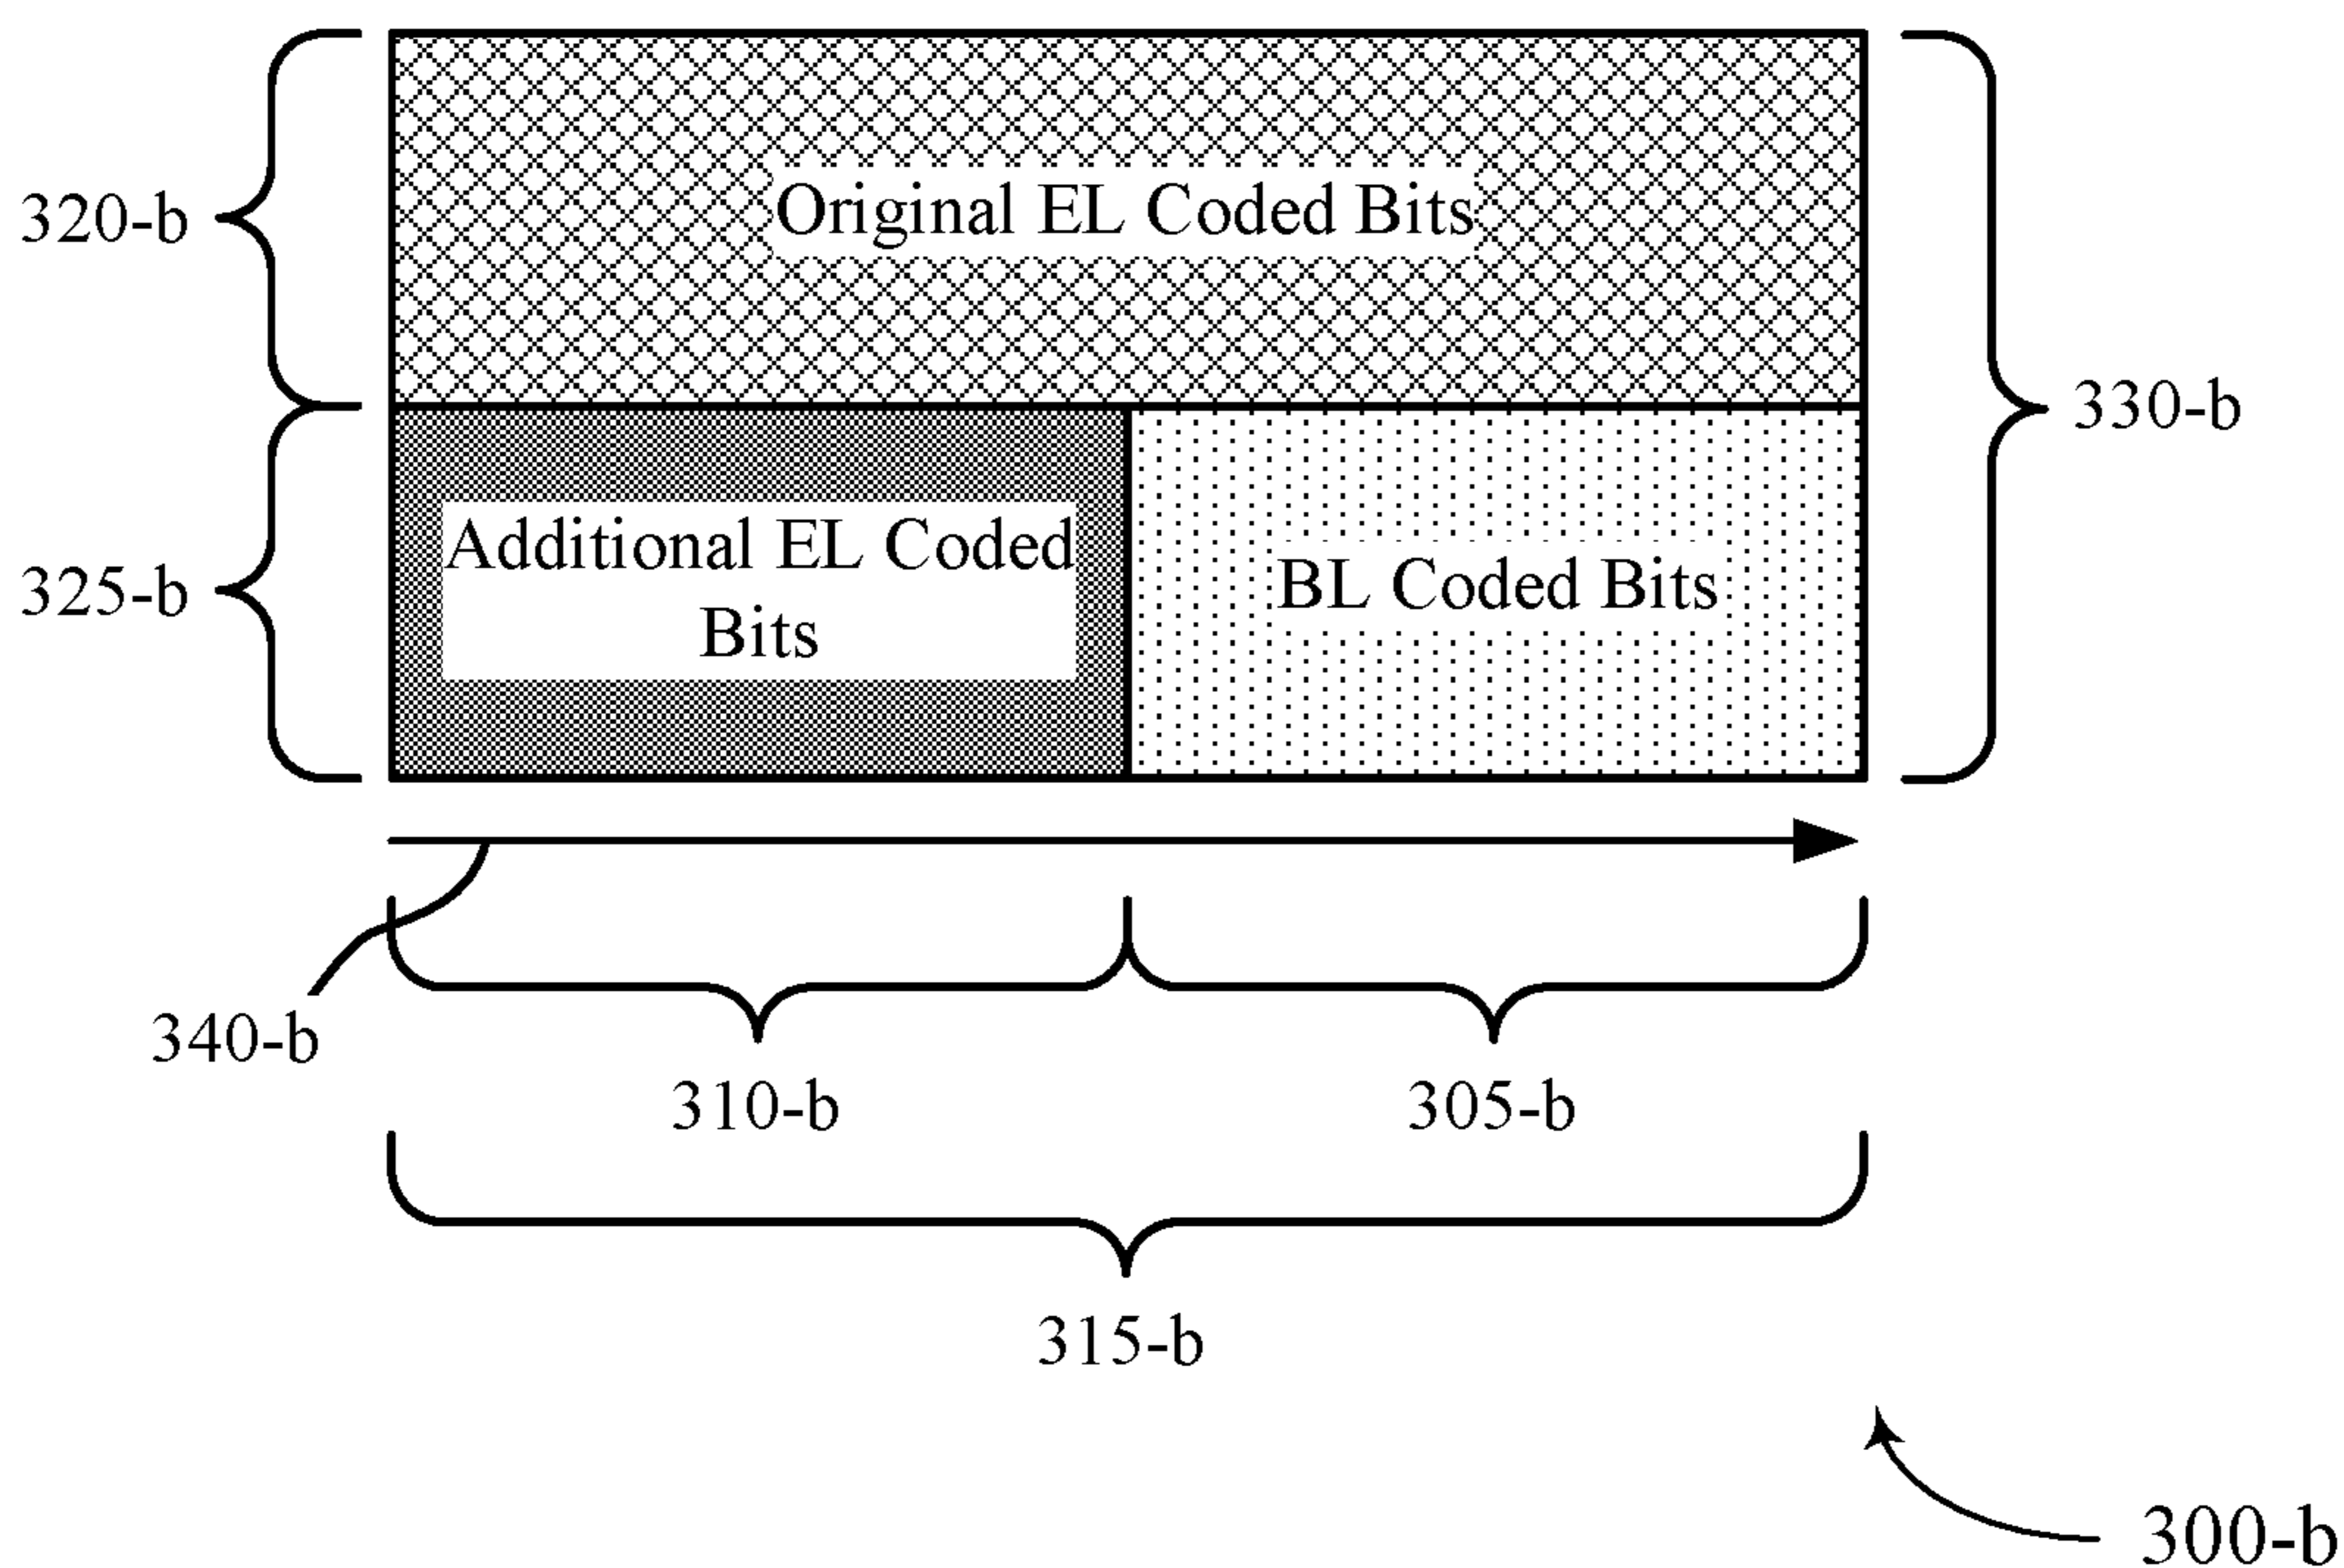 Original EL Coded Bits
320-b
330-b
Additional EL Coded
Bits
BL Coded Bits
325-b
340-b
310-b
305-b
315-b
300-b